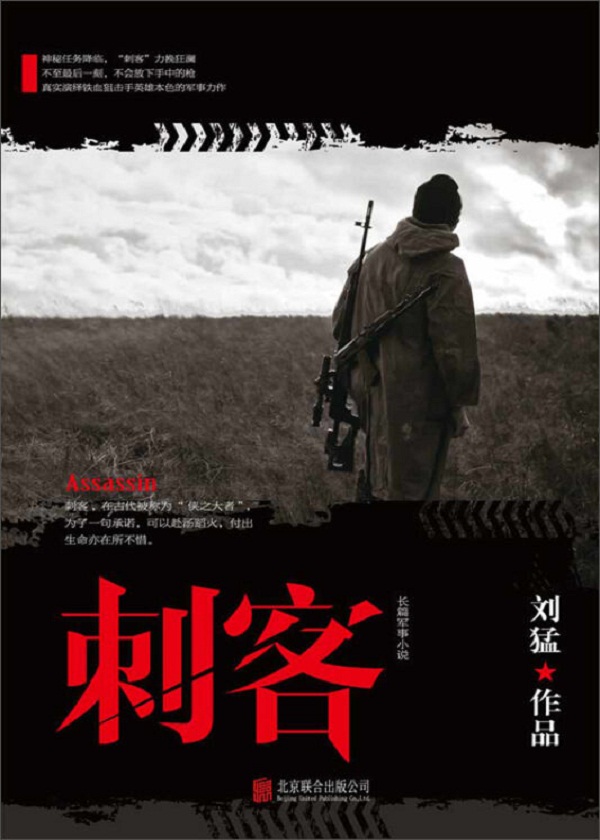 神秘任务降临，“刺客”力挽狂澜
不至最后一刻，不会放下手中的枪
真实演绎铁血狙击手英雄本色的军事力作
Assassin
刺客，在古代被称为“侠之大者”，
为了一句承诺，可以赴汤蹈火，付出
生命亦在所不惜。
刺客
长篇军事小说
刘猛★作品
北京联合出版公司
Beijing United Publishing Co.,Ltd.